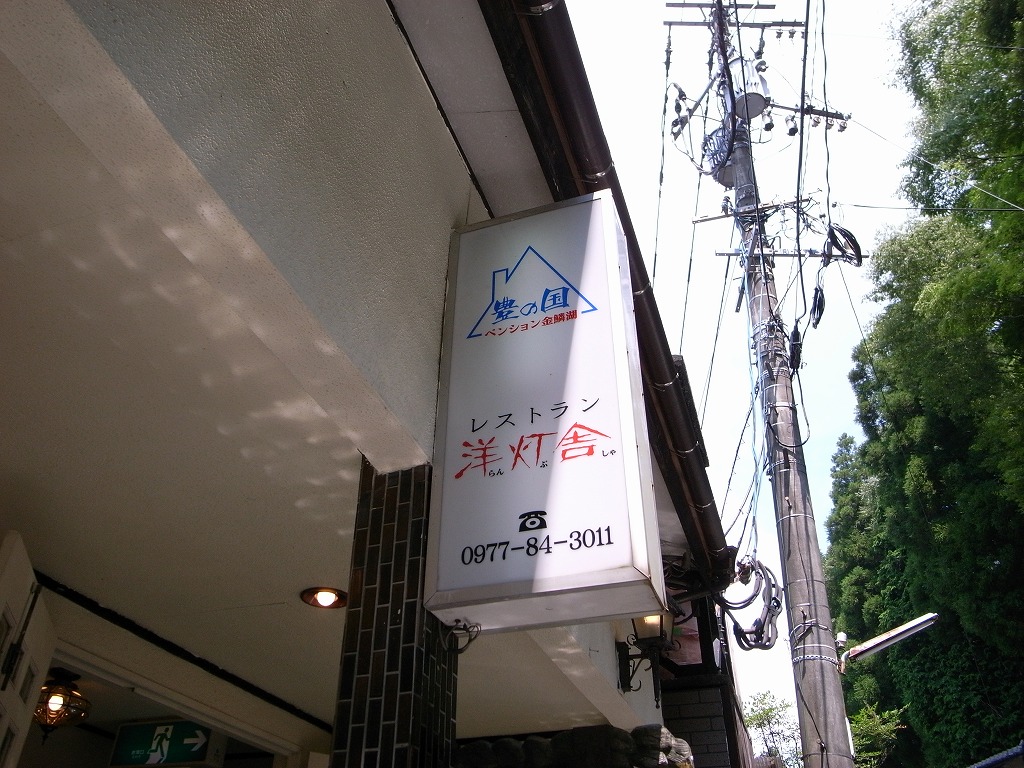 豊の国
ペンション金鱗湖
レストラン
洋灯舎
らんぷしゃ
☎
0977-84-3011